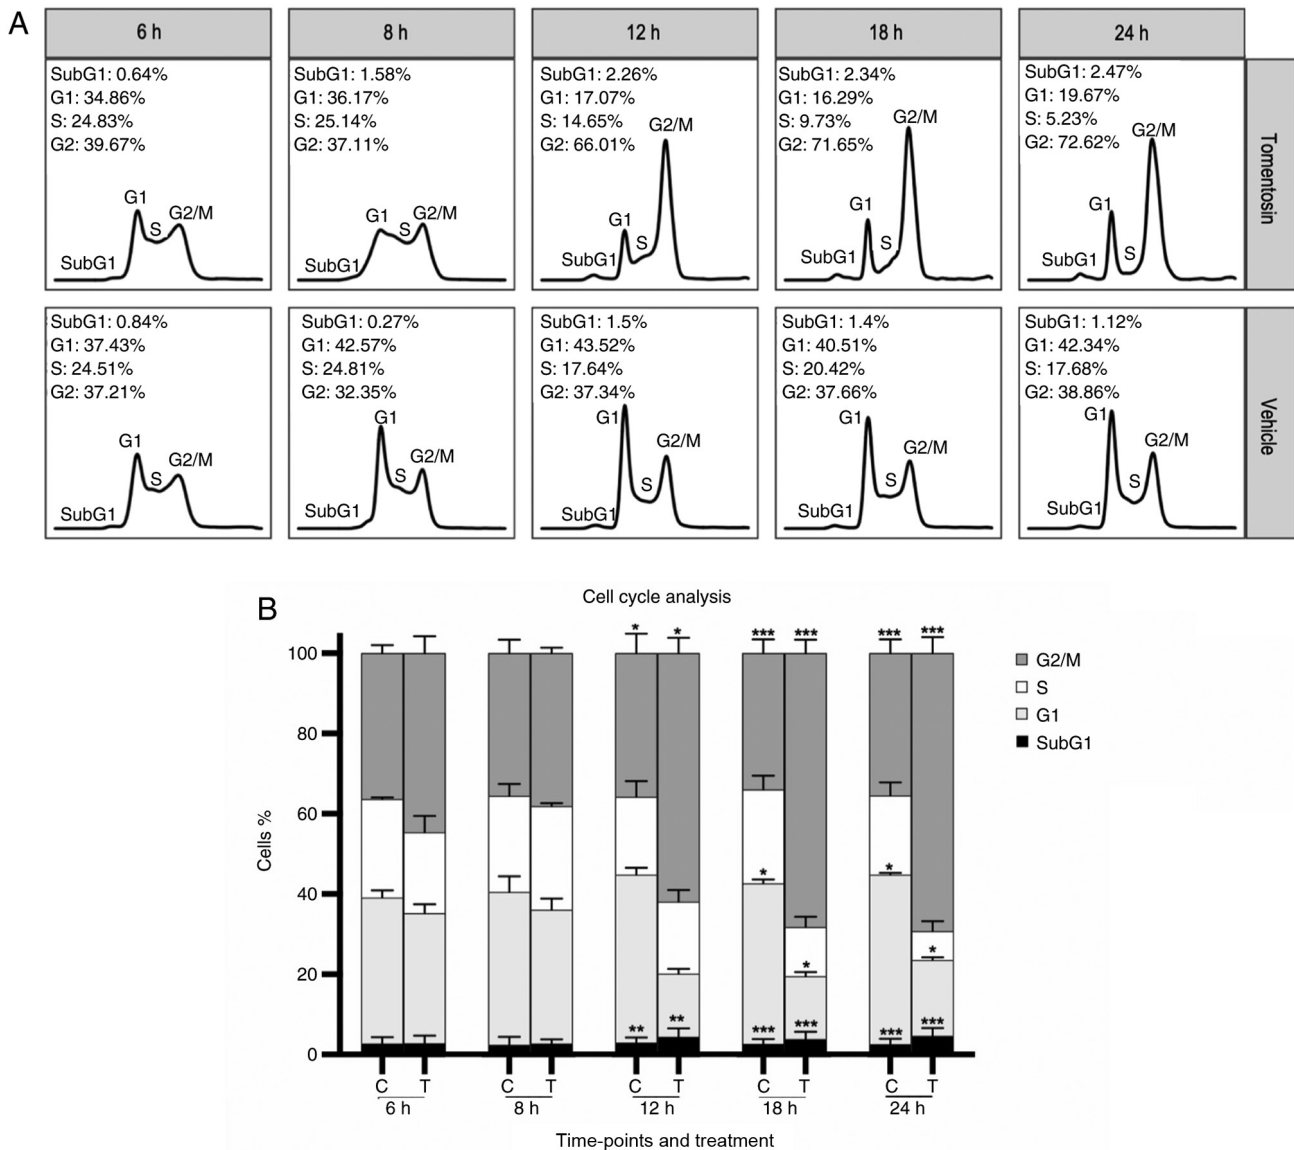 A
6 h
8 h
12 h
18 h
24 h
SubG1: 0.64%
G1: 34.86%
S: 24.83%
G2: 39.67%
G1
S
G2/M
SubG1
SubG1: 1.58%
G1: 36.17%
S: 25.14%
G2: 37.11%
G1
S
G2/M
SubG1
SubG1: 2.26%
G1: 17.07%
S: 14.65%
G2: 66.01%
G2/M
G1
S
SubG1
SubG1: 2.34%
G1: 16.29%
S: 9.73%
G2: 71.65%
G2/M
G1
S
SubG1
SubG1: 2.47%
G1: 19.67%
S: 5.23%
G2: 72.62%
G2/M
G1
S
SubG1
Tomentosin
SubG1: 0.84%
G1: 37.43%
S: 24.51%
G2: 37.21%
G1
S
G2/M
SubG1
SubG1: 0.27%
G1: 42.57%
S: 24.81%
G2: 32.35%
G1
S
G2/M
SubG1
SubG1: 1.5%
G1: 43.52%
S: 17.64%
G2: 37.34%
G1
G2/M
S
SubG1
SubG1: 1.4%
G1: 40.51%
S: 20.42%
G2: 37.66%
G1
G2/M
S
SubG1
SubG1: 1.12%
G1: 42.34%
S: 17.68%
G2: 38.86%
G1
G2/M
S
SubG1
Vehicle
B
Cell cycle analysis
* * *** *** *** ***
100
80
60
40
20
0
Cells %
* * * *
** ** *** *** *** ***
G2/M
S
G1
SubG1
C T C T C T C T C T
6 h 8 h 12 h 18 h 24 h
Time-points and treatment